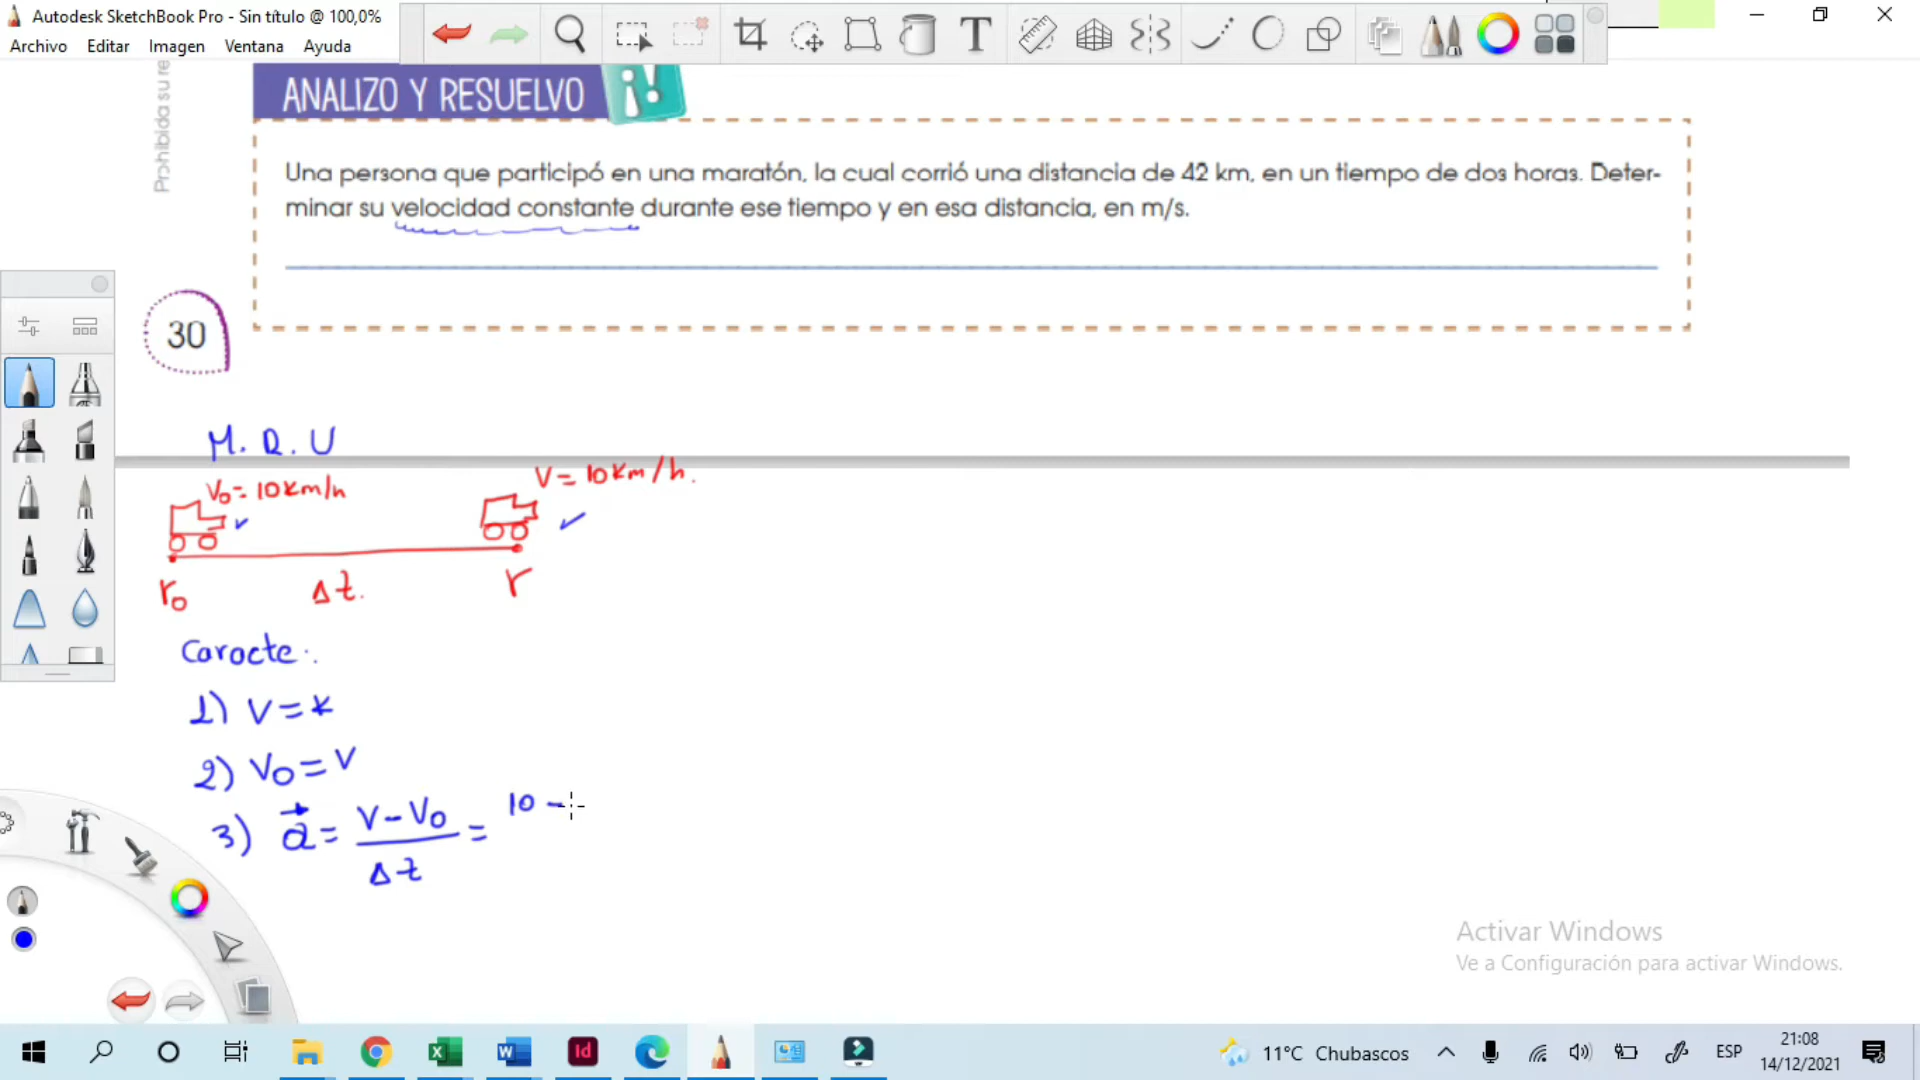 Autodesk SketchBook Pro - Sin título @ 100,0%
Archivo Editar Imagen Ventana Ayuda
T
Prohibida su re
ANALIZO Y RESUELVO
Una persona que participó en una maratón, la cual corrió una distancia de 42 km, en un tiempo de dos horas. Deter-
minar su velocidad constante durante ese tiempo y en esa distancia, en m/s.
30
M. R. U
V₀ = 10km/h
V = 10km/h.
r₀ Δt. r
Caracte..
1) V = k
2) V₀ = V
3) a⃗ = V - V₀ / Δt = 10 -
Activar Windows
Ve a Configuración para activar Windows.
11°C Chubascos
ESP
21:08
14/12/2021